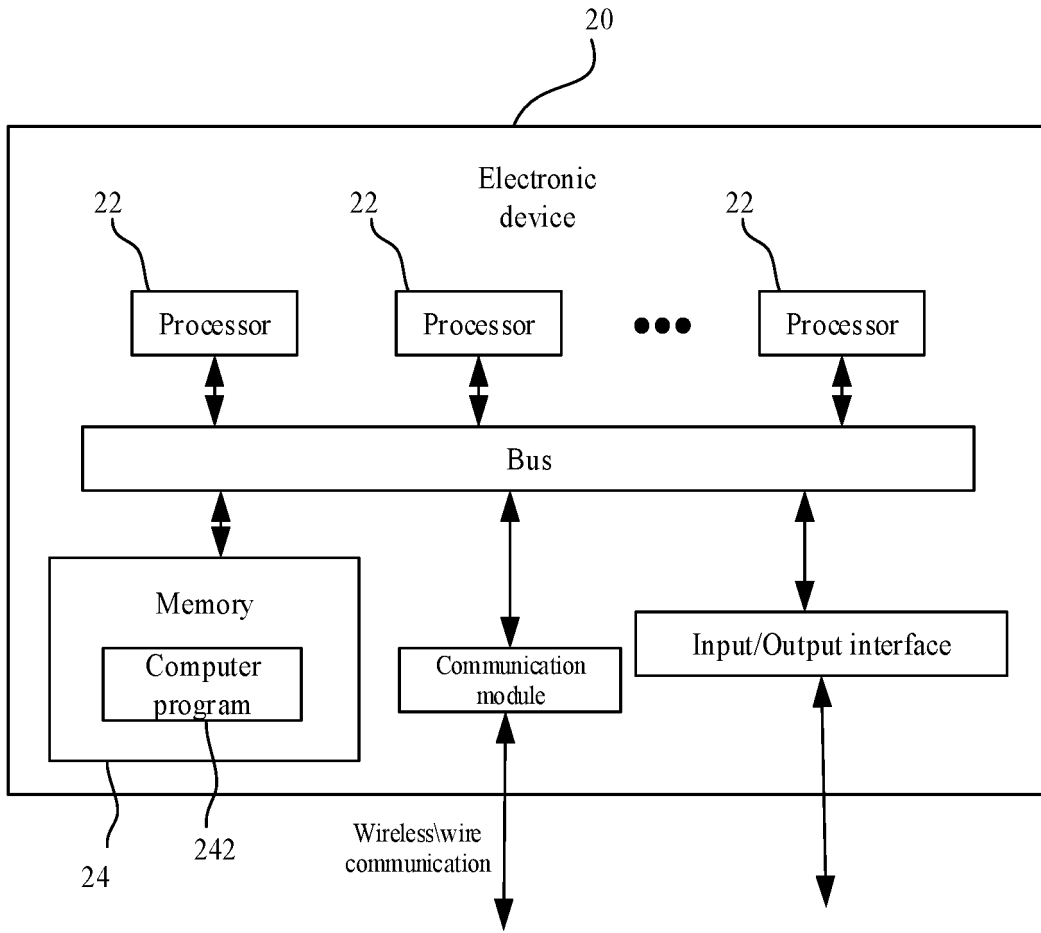 20
Electronic
device
22
22
22
Processor
Processor
Processor
Bus
Memory
Computer
program
Communication
module
Input/Output interface
Wireless\wire
communication
24
242